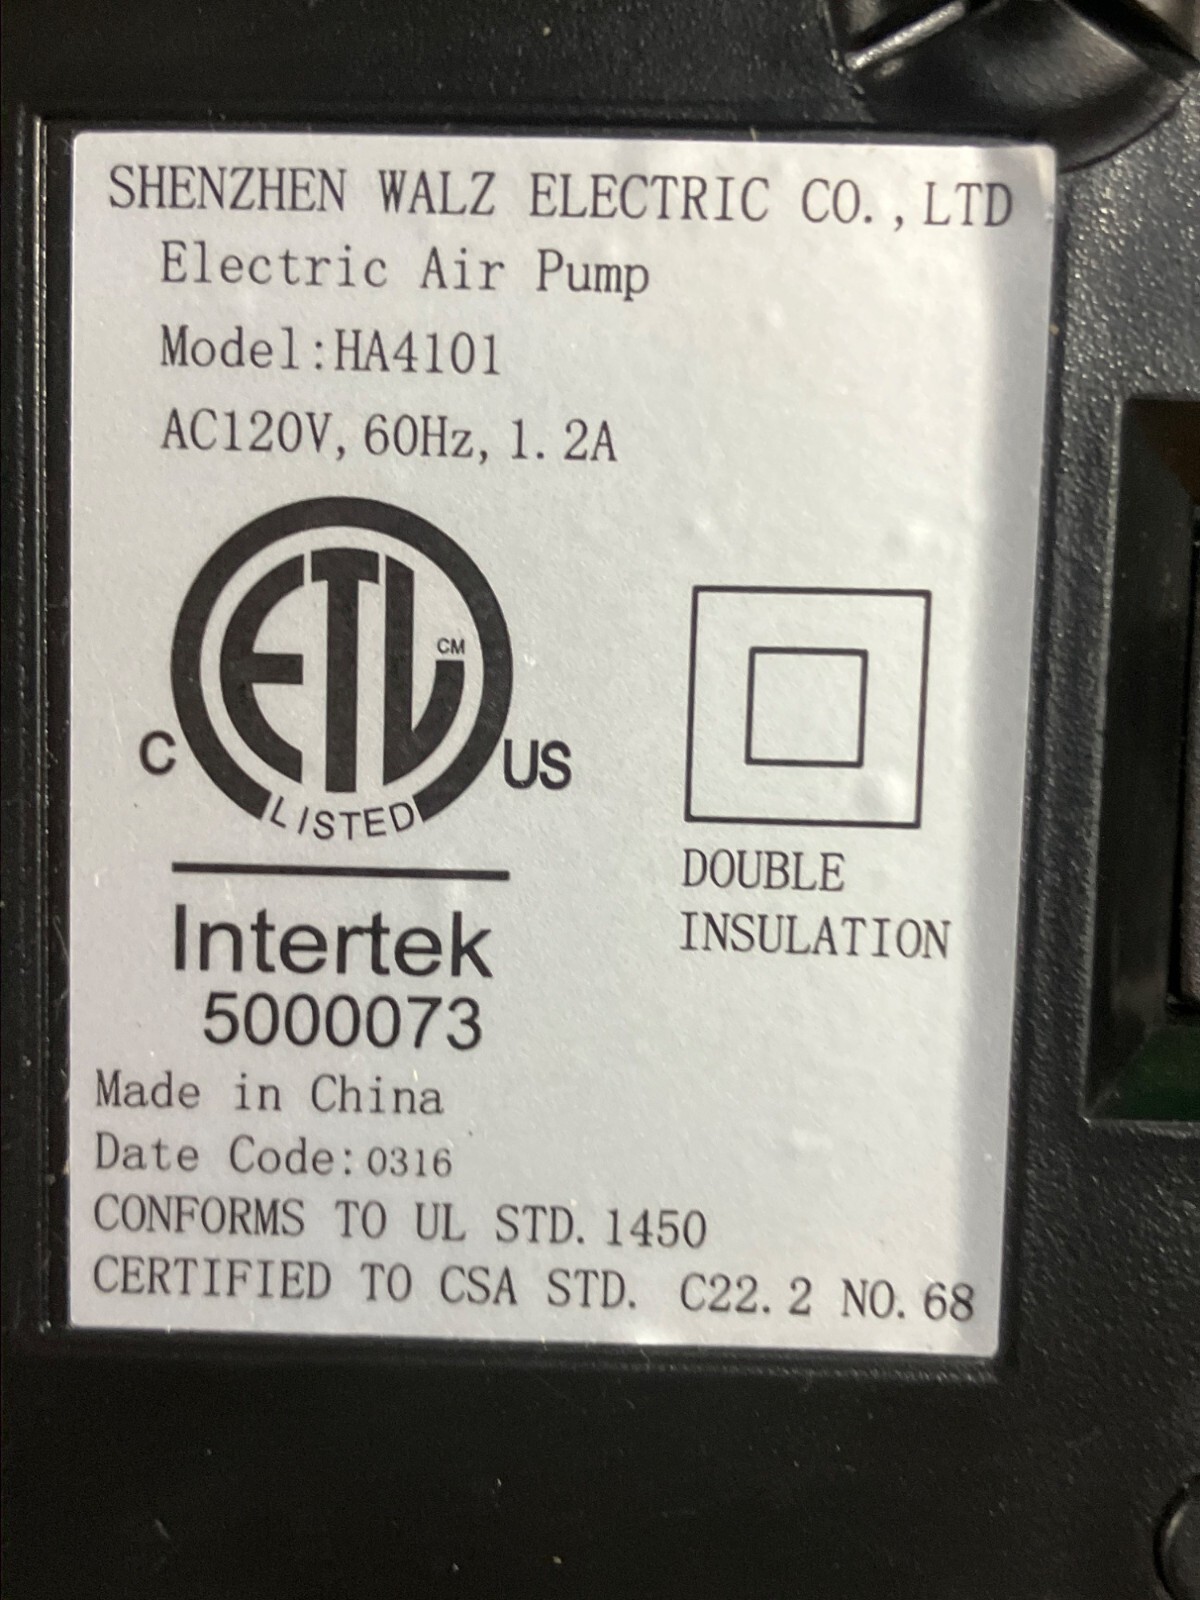 SHENZHEN WALZ ELECTRIC CO.,LTD
Electric Air Pump
Model:HA4101
AC120V, 60Hz, 1.2A
ETL CM
C US
LISTED
Intertek
5000073
DOUBLE
INSULATION
Made in China
Date Code:0316
CONFORMS TO UL STD.1450
CERTIFIED TO CSA STD. C22.2 NO.68